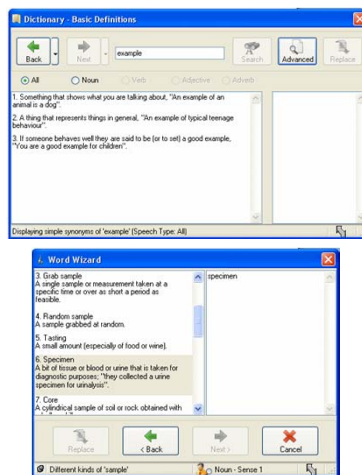 Dictionary - Basic Definitions
Back Next example Search Advanced Replace
All Noun Verb Adjective Adverb
1. Something that shows what you are talking about, "An example of an
animal is a dog".
2. A thing that represents things in general, "An example of typical teenage
behaviour".
3. If someone behaves well they are said to be (or to set) a good example,
"You are a good example for children".
Displaying simple synonyms of 'example' (Speech Type: All)
Word Wizard
3. Grab sample
A single sample or measurement taken at a
specific time or over as short a period as
feasible.
4. Random sample
A sample grabbed at random.
5. Tasting
A small amount (especially of food or wine).
6. Specimen
A bit of tissue or blood or urine that is taken for
diagnostic purposes; "they collected a urine
specimen for urinalysis".
7. Core
A cylindrical sample of soil or rock obtained with
specimen
Replace < Back Next > Cancel
Different kinds of 'sample' Noun - Sense 1